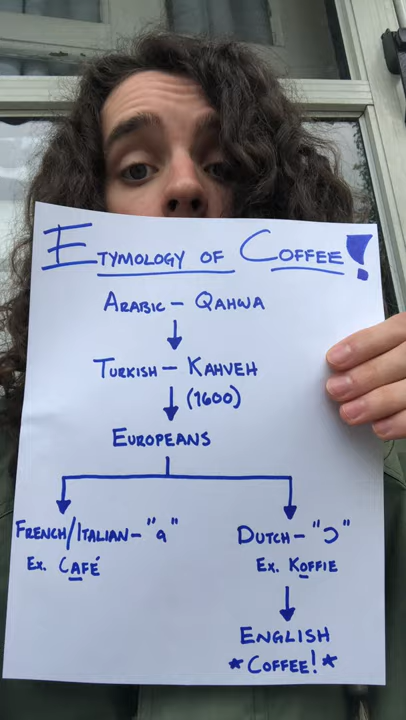 ETYMOLOGY OF COFFEE!
ARABIC - QAHWA
TURKISH - KAHVEH
(1600)
EUROPEANS
FRENCH/ITALIAN - "a"
Ex. CAFÉ
DUTCH - "ɔ"
Ex. KOFFIE
ENGLISH
*COFFEE!*